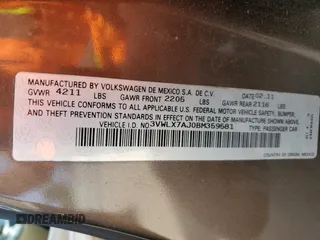 MANUFACTURED BY VOLKSWAGEN DE MEXICO S.A. DE C.V.
GVWR 4211 LBS GAWR FRONT 2205 LBS GAWR REAR 2116 LBS DATE 02.11
THIS VEHICLE CONFORMS TO ALL APPLICABLE U.S. FEDERAL MOTOR VEHICLE SAFETY, BUMPER,
AND THEFT PREVENTION STANDARDS IN EFFECT ON THE DATE OF MANUFACTURE SHOWN ABOVE.
VEHICLE I.D. NO. 3VWLX7AJ0BM359581 TYPE: PASSENGER CAR
DREAMBID